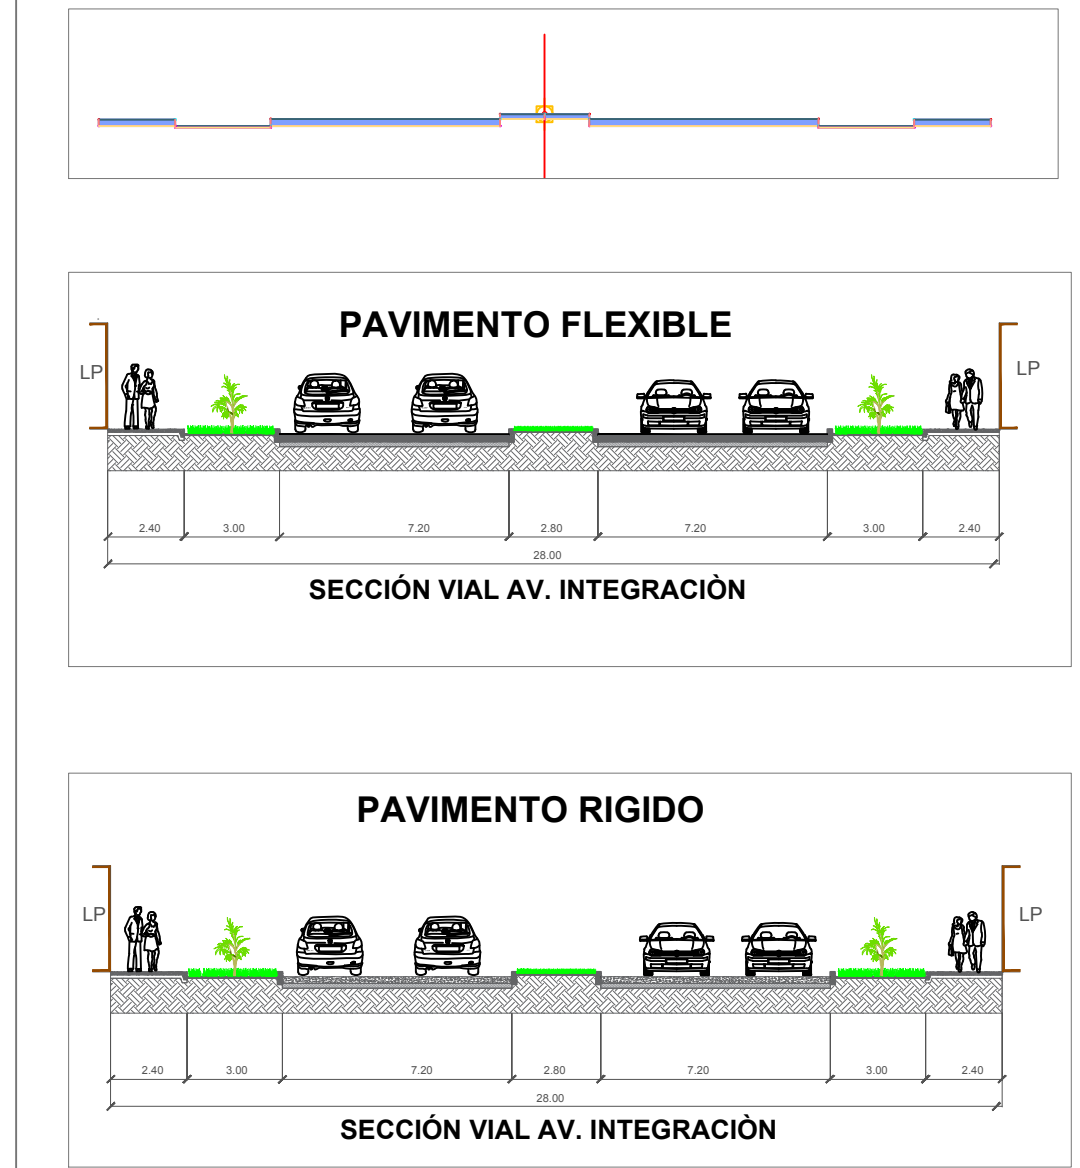 PAVIMENTO FLEXIBLE
LP
LP
2.40 3.00 7.20 2.80 7.20 3.00 2.40
28.00
SECCIÓN VIAL AV. INTEGRACIÒN
PAVIMENTO RIGIDO
LP
LP
2.40 3.00 7.20 2.80 7.20 3.00 2.40
28.00
SECCIÓN VIAL AV. INTEGRACIÒN